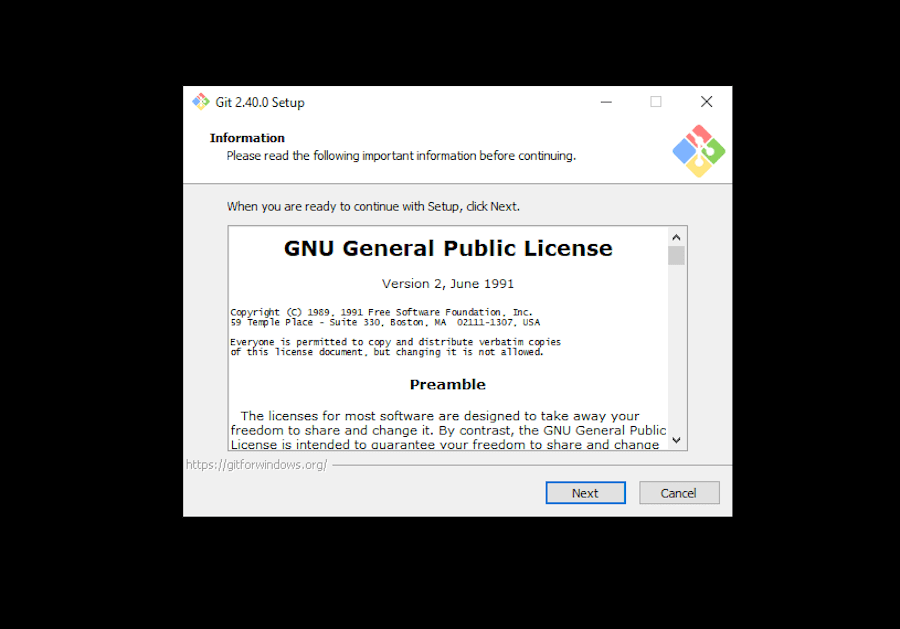 Git 2.40.0 Setup
Information
Please read the following important information before continuing.
When you are ready to continue with Setup, click Next.
GNU General Public License
Version 2, June 1991
Copyright (C) 1989, 1991 Free Software Foundation, Inc.
59 Temple Place - Suite 330, Boston, MA  02111-1307, USA
Everyone is permitted to copy and distribute verbatim copies
of this license document, but changing it is not allowed.
Preamble
The licenses for most software are designed to take away your
freedom to share and change it. By contrast, the GNU General Public
License is intended to guarantee your freedom to share and change
https://gitforwindows.org/
Next
Cancel